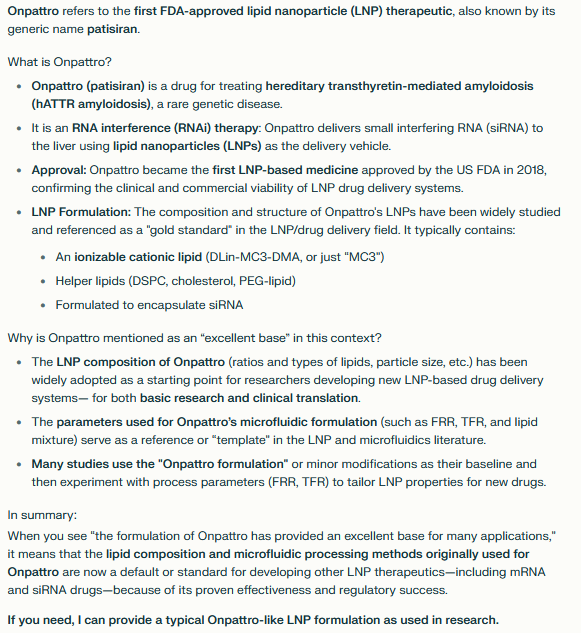 Onpattro refers to the first FDA-approved lipid nanoparticle (LNP) therapeutic, also known by its
generic name patisiran.
What is Onpattro?
• Onpattro (patisiran) is a drug for treating hereditary transthyretin-mediated amyloidosis
(hATTR amyloidosis), a rare genetic disease.
• It is an RNA interference (RNAi) therapy: Onpattro delivers small interfering RNA (siRNA) to
the liver using lipid nanoparticles (LNPs) as the delivery vehicle.
• Approval: Onpattro became the first LNP-based medicine approved by the US FDA in 2018,
confirming the clinical and commercial viability of LNP drug delivery systems.
• LNP Formulation: The composition and structure of Onpattro's LNPs have been widely studied
and referenced as a "gold standard" in the LNP/drug delivery field. It typically contains:
• An ionizable cationic lipid (DLin-MC3-DMA, or just "MC3")
• Helper lipids (DSPC, cholesterol, PEG-lipid)
• Formulated to encapsulate siRNA
Why is Onpattro mentioned as an “excellent base” in this context?
• The LNP composition of Onpattro (ratios and types of lipids, particle size, etc.) has been
widely adopted as a starting point for researchers developing new LNP-based drug delivery
systems— for both basic research and clinical translation.
• The parameters used for Onpattro’s microfluidic formulation (such as FRR, TFR, and lipid
mixture) serve as a reference or "template" in the LNP and microfluidics literature.
• Many studies use the "Onpattro formulation" or minor modifications as their baseline and
then experiment with process parameters (FRR, TFR) to tailor LNP properties for new drugs.
In summary:
When you see "the formulation of Onpattro has provided an excellent base for many applications,"
it means that the lipid composition and microfluidic processing methods originally used for
Onpattro are now a default or standard for developing other LNP therapeutics—including mRNA
and siRNA drugs—because of its proven effectiveness and regulatory success.
If you need, I can provide a typical Onpattro-like LNP formulation as used in research.